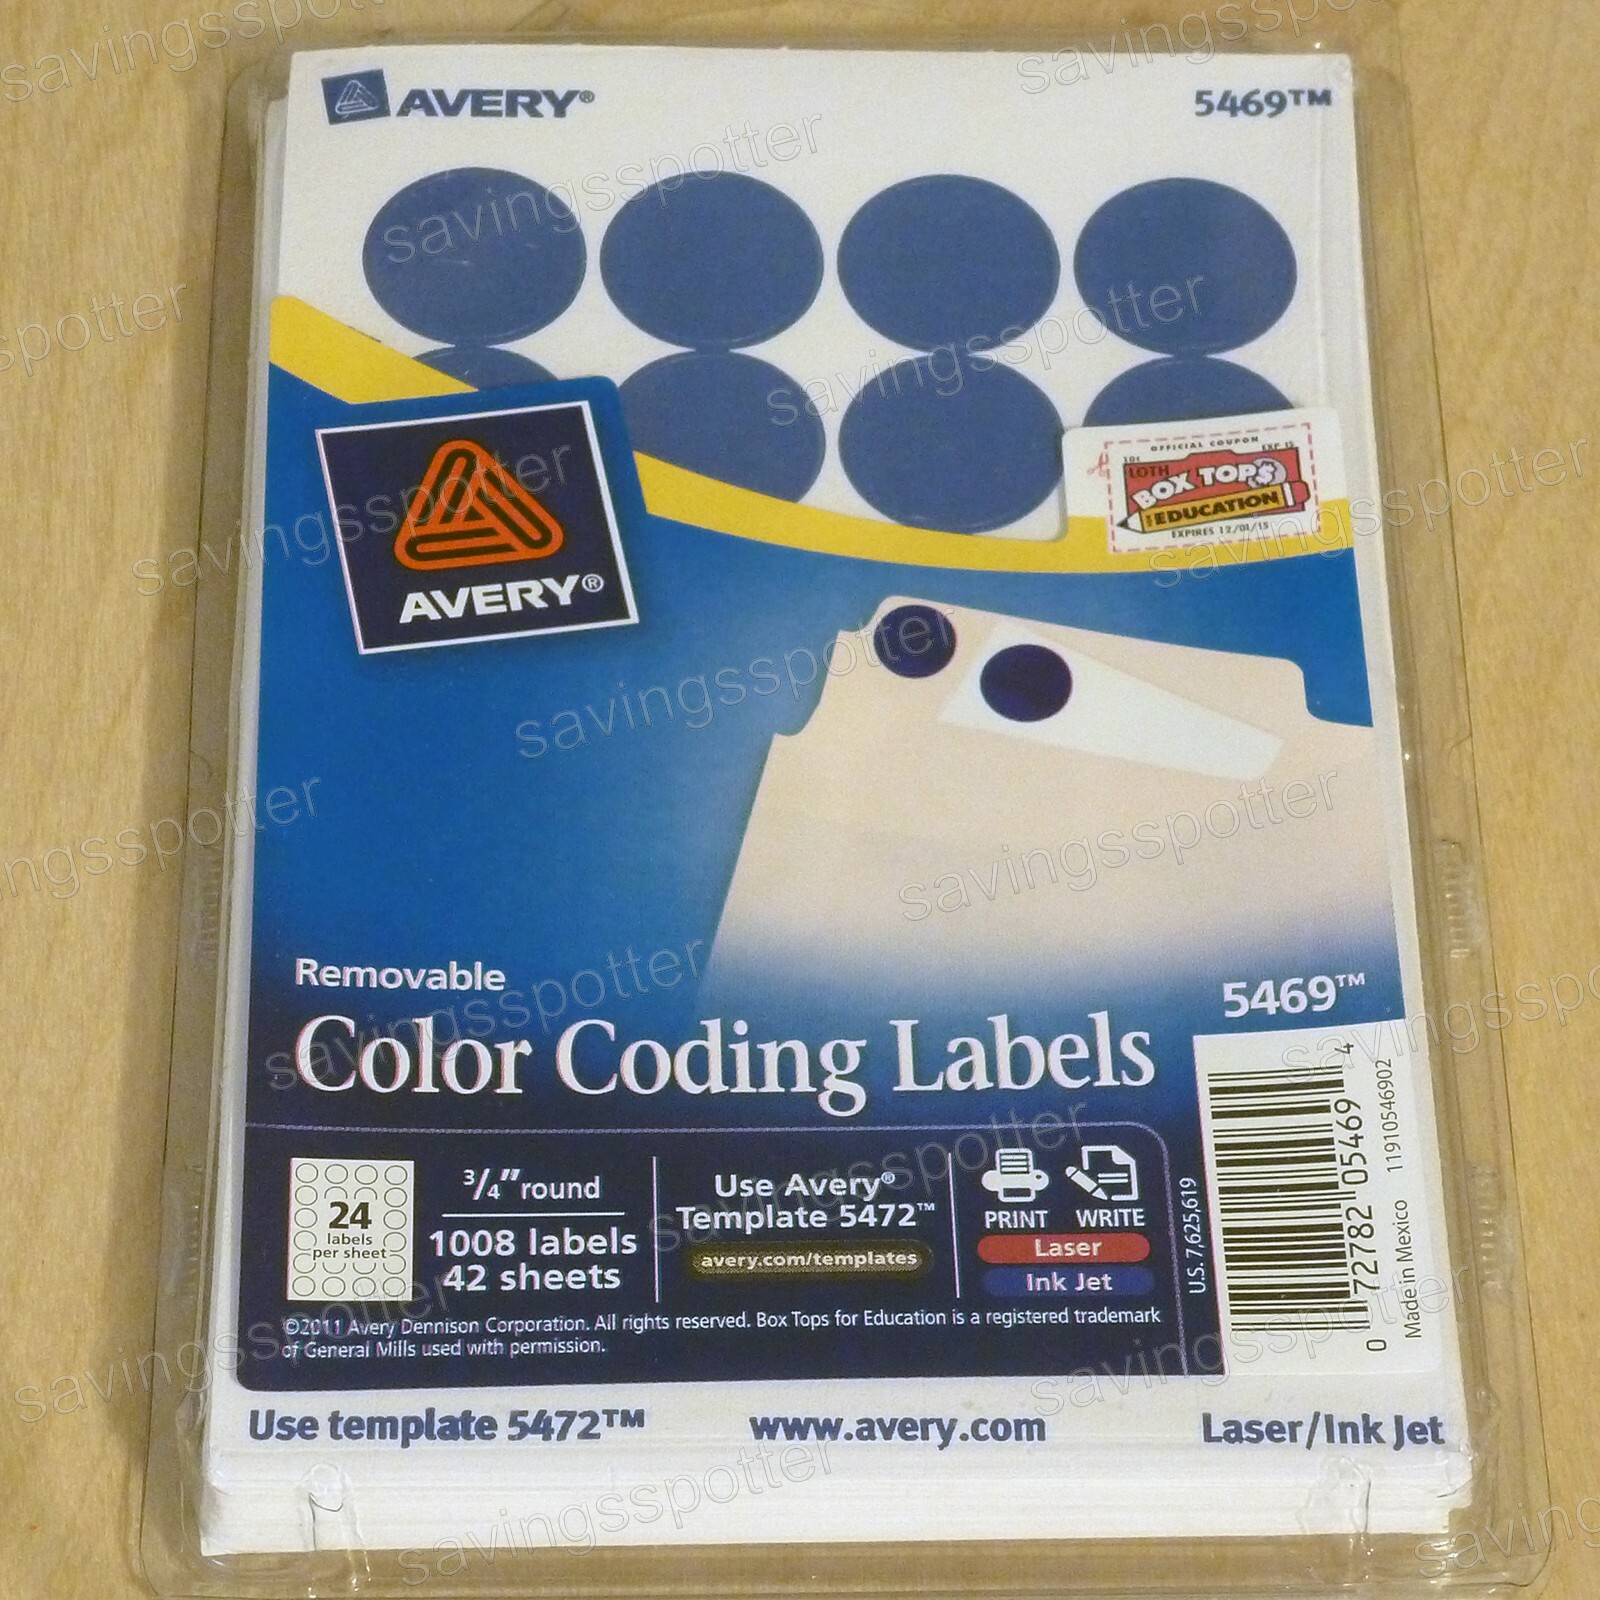 AVERY®
5469™
OFFICIAL COUPON
10¢
EXP 15
LOTH
BOX TOPS
FOR EDUCATION
EXPIRES 12/01/15
AVERY®
Removable
Color Coding Labels
5469™
24
labels
per sheet
3/4" round
1008 labels
42 sheets
Use Avery®
Template 5472™
avery.com/templates
PRINT WRITE
Laser
Ink Jet
U.S. 7,625,619
0 72782 05469 4
Made in Mexico 11910546902
©2011 Avery Dennison Corporation. All rights reserved. Box Tops for Education is a registered trademark
of General Mills used with permission.
Use template 5472™
www.avery.com
Laser/Ink Jet
savingsspotter